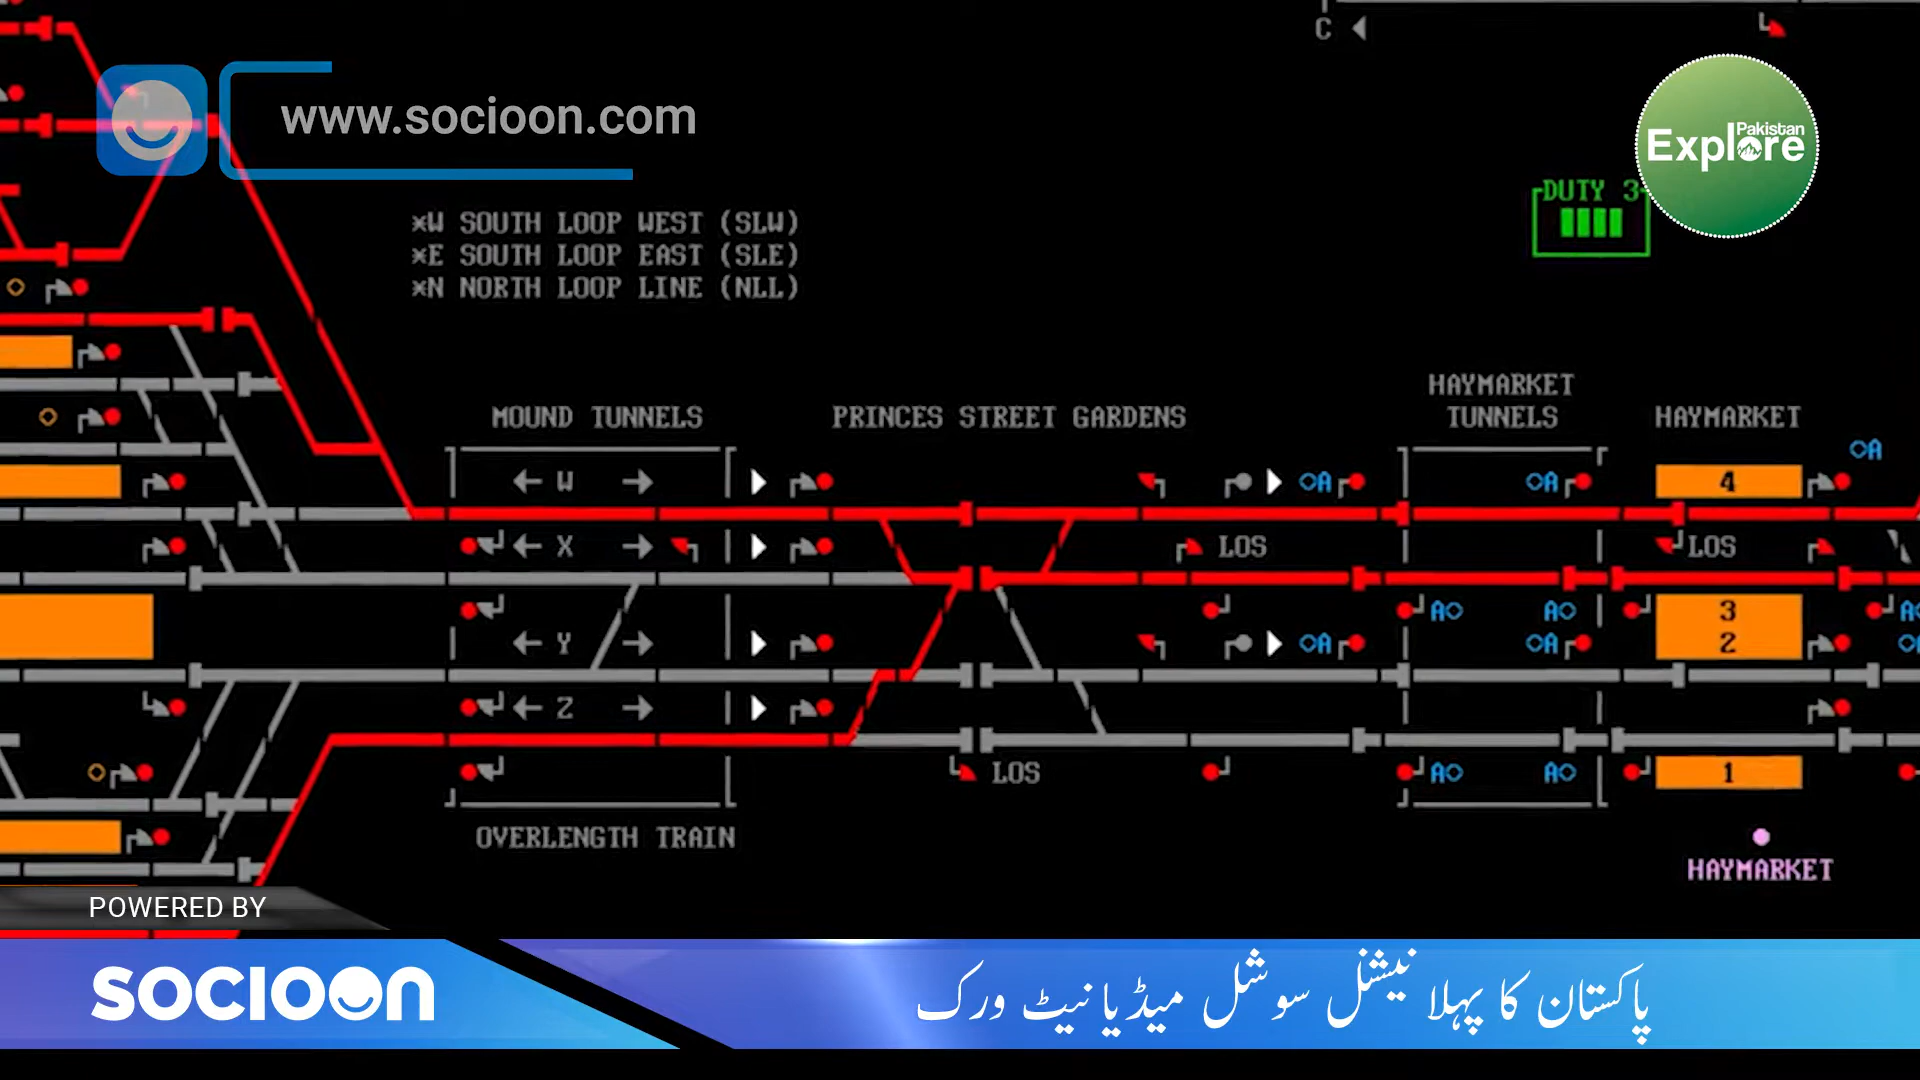 C
www.socioon.com
Pakistan
Explore
DUTY 3
*W SOUTH LOOP WEST (SLW)
*E SOUTH LOOP EAST (SLE)
*N NORTH LOOP LINE (NLL)
MOUND TUNNELS
PRINCES STREET GARDENS
HAYMARKET
TUNNELS
HAYMARKET
A
W
A
A
4
X
LOS
LOS
A
A
3
A
Y
A
A
2
Z
LOS
A
A
1
OVERLENGTH TRAIN
HAYMARKET
POWERED BY
SOCIOON
پاکستان کا پہلا نیشنل سوشل میڈیا نیٹ ورک